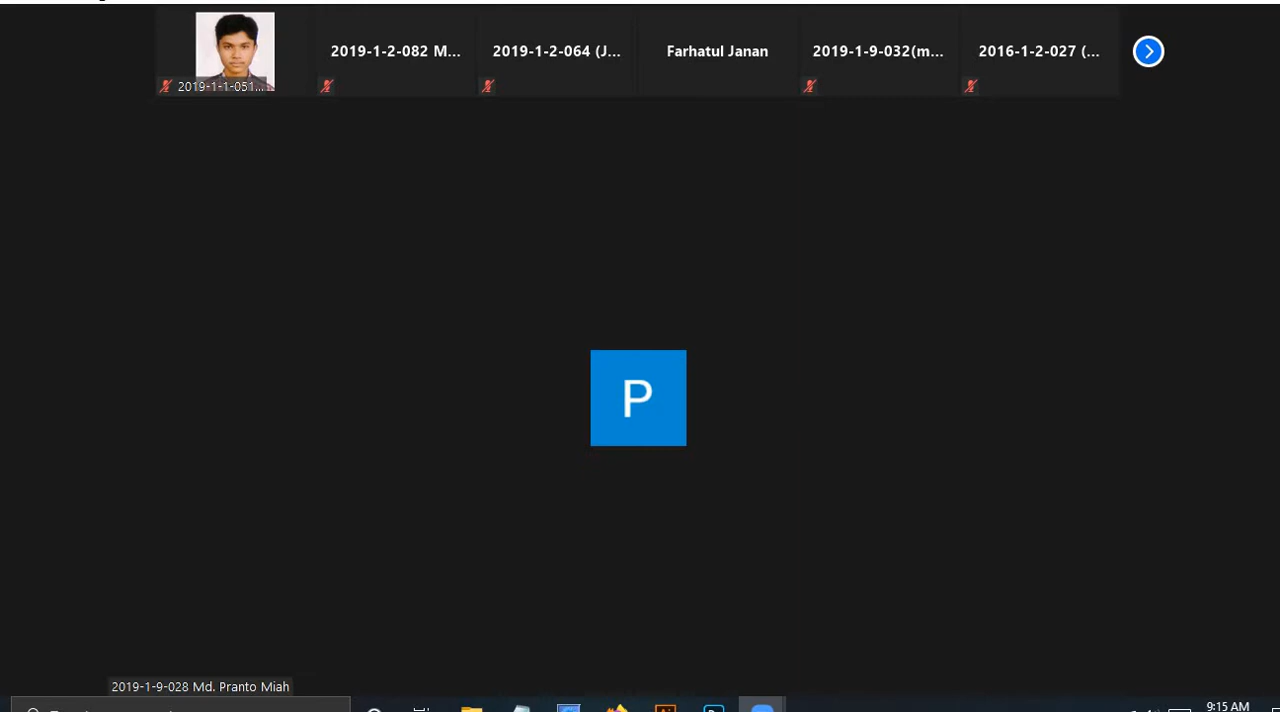 2019-1-2-082 M...
2019-1-2-064 (J...
Farhatul Janan
2019-1-9-032(m...
2016-1-2-027 (...
2019-1-1-051...
P
2019-1-9-028 Md. Pranto Miah
9:15 AM
Ai